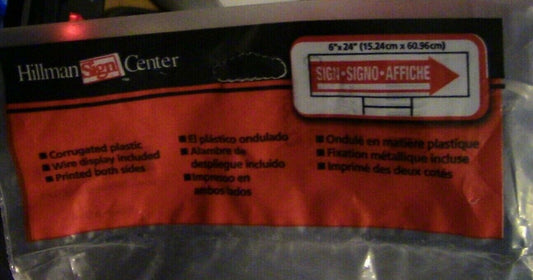 Hillman Sign Center
6"x 24" (15.24cm x 60.96cm)
SIGN•SIGNO•AFFICHE
■ Corrugated plastic
■ Wire display included
■ Printed both sides
■ El plástico ondulado
■ Alambre de
despliegue incluido
■ Impreso en
ambos lados
■ Ondulé en matière plastique
■ Fixation métallique incluse
■ Imprimé des deux cotés